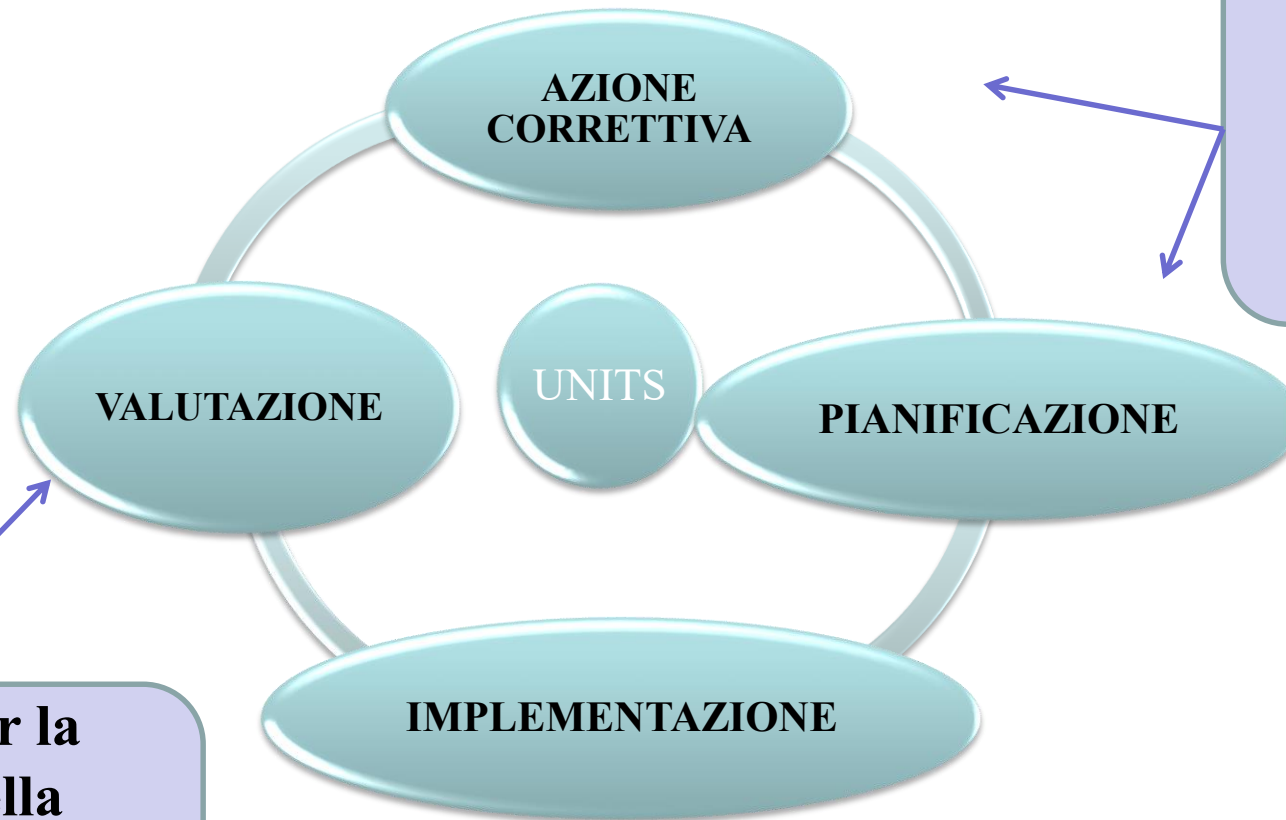 AZIONE
CORRETTIVA
VALUTAZIONE
UNITS
PIANIFICAZIONE
IMPLEMENTAZIONE
r la
lla